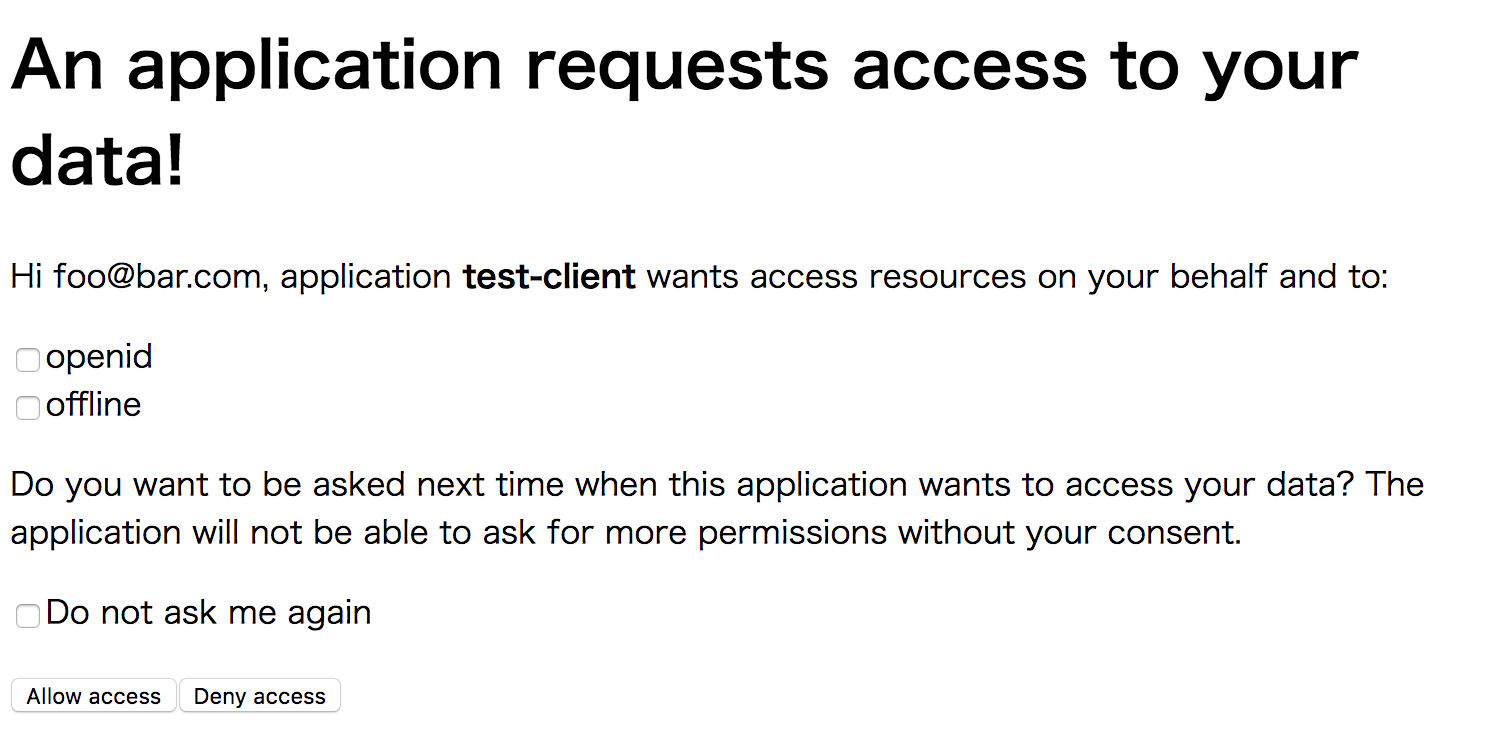 An application requests access to your
data!
Hi foo@bar.com, application test-client wants access resources on your behalf and to:
openid
offline
Do you want to be asked next time when this application wants to access your data? The
application will not be able to ask for more permissions without your consent.
Do not ask me again
Allow access Deny access